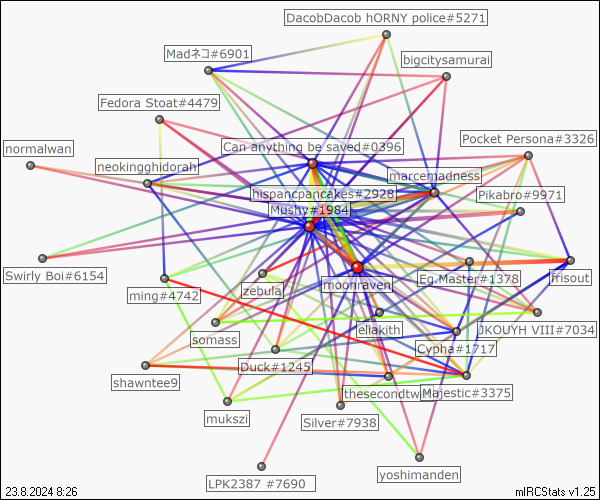 DacobDacob hORNY police#5271
Madネコ#6901
bigcitysamurai
Fedora Stoat#4479
Can anything be saved#0396
Pocket Persona#3326
normalwan
neokingghidorah
marcemadness
hispancpancakes#2928
Pikabro#9971
Mushy#1984
Swirly Boi#6154
Eg.Master#1378
frisout
ming#4742
zebula
moonraven
somass
eliakith
JKOUYH VIII#7034
Cypha#1717
Duck#1245
shawntee9
thesecondtw
Majestic#3375
mukszi
Silver#7938
LPK2387 #7690
yoshimanden
23.8.2024 8:26
mIRCStats v1.25